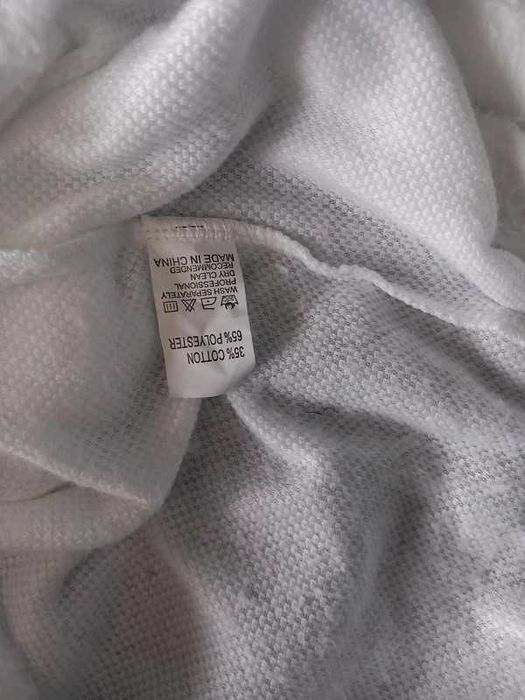 35% COTTON
65% POLYESTER
WASH SEPARATELY
PROFESSIONAL
DRY CLEAN
RECOMMENDED
MADE IN CHINA